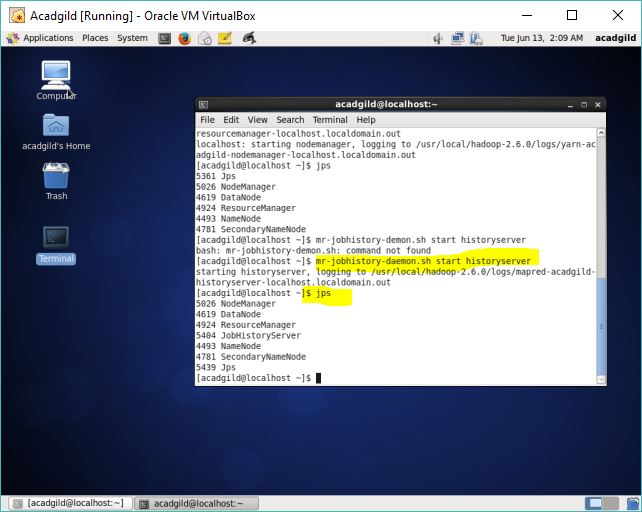 Acadgild [Running] - Oracle VM VirtualBox
Applications Places System
Tue Jun 13, 2:09 AM acadgild
Computer
acadgild's Home
Trash
Terminal
acadgild@localhost:~
File Edit View Search Terminal Help
resourcemanager-localhost.localdomain.out
localhost: starting nodemanager, logging to /usr/local/hadoop-2.6.0/logs/yarn-ac
adgild-nodemanager-localhost.localdomain.out
[acadgild@localhost ~]$ jps
5361 Jps
5026 NodeManager
4619 DataNode
4924 ResourceManager
4493 NameNode
4781 SecondaryNameNode
[acadgild@localhost ~]$ mr-jobhistory-demon.sh start historyserver
bash: mr-jobhistory-demon.sh: command not found
[acadgild@localhost ~]$ mr-jobhistory-daemon.sh start historyserver
starting historyserver, logging to /usr/local/hadoop-2.6.0/logs/mapred-acadgild-
historyserver-localhost.localdomain.out
[acadgild@localhost ~]$ jps
5026 NodeManager
4619 DataNode
4924 ResourceManager
5404 JobHistoryServer
4493 NameNode
4781 SecondaryNameNode
5439 Jps
[acadgild@localhost ~]$
[acadgild@localhost:~]
acadgild@localhost:~